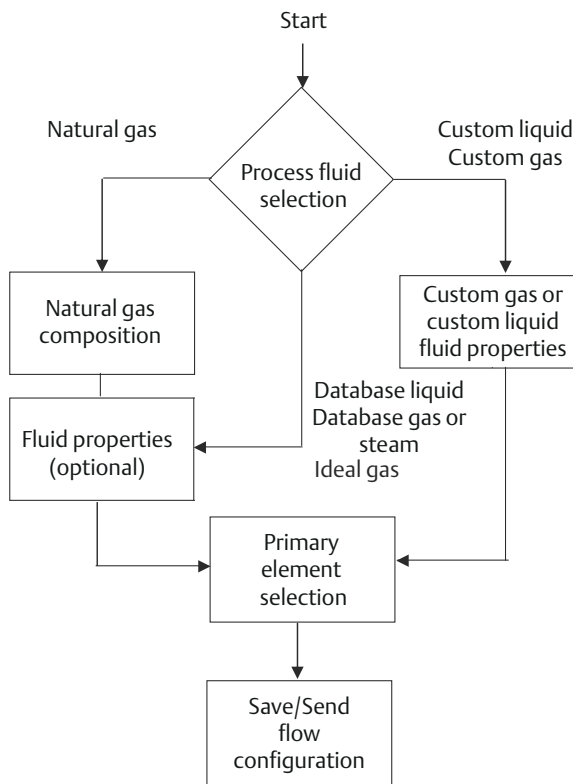 Start
Natural gas
Custom liquid
Custom gas
Process fluid
selection
Natural gas
composition
Custom gas or
custom liquid
fluid properties
Database liquid
Database gas or
steam
Ideal gas
Fluid properties
(optional)
Primary
element
selection
Save/Send
flow
configuration